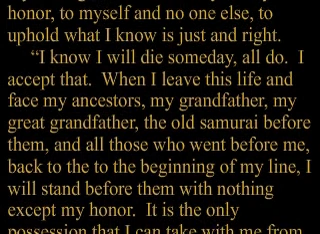 honor, to myself and no one else, to
uphold what I know is just and right.
“I know I will die someday, all do.  I
accept that.  When I leave this life and
face my ancestors, my grandfather, my
great grandfather, the old samurai before
them, and all those who went before me,
back to the to the beginning of my line, I
will stand before them with nothing
except my honor.  It is the only
possession that I can take with me from